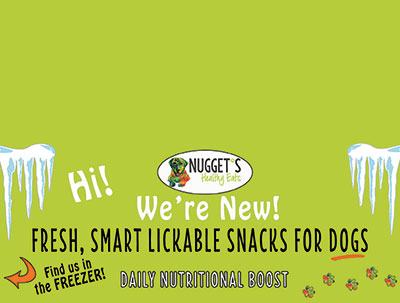 NUGGET'S
Healthy Eats
Hi!
We're New!
FRESH, SMART LICKABLE SNACKS FOR DOGS
Find us in
the FREEZER!
DAILY NUTRITIONAL BOOST